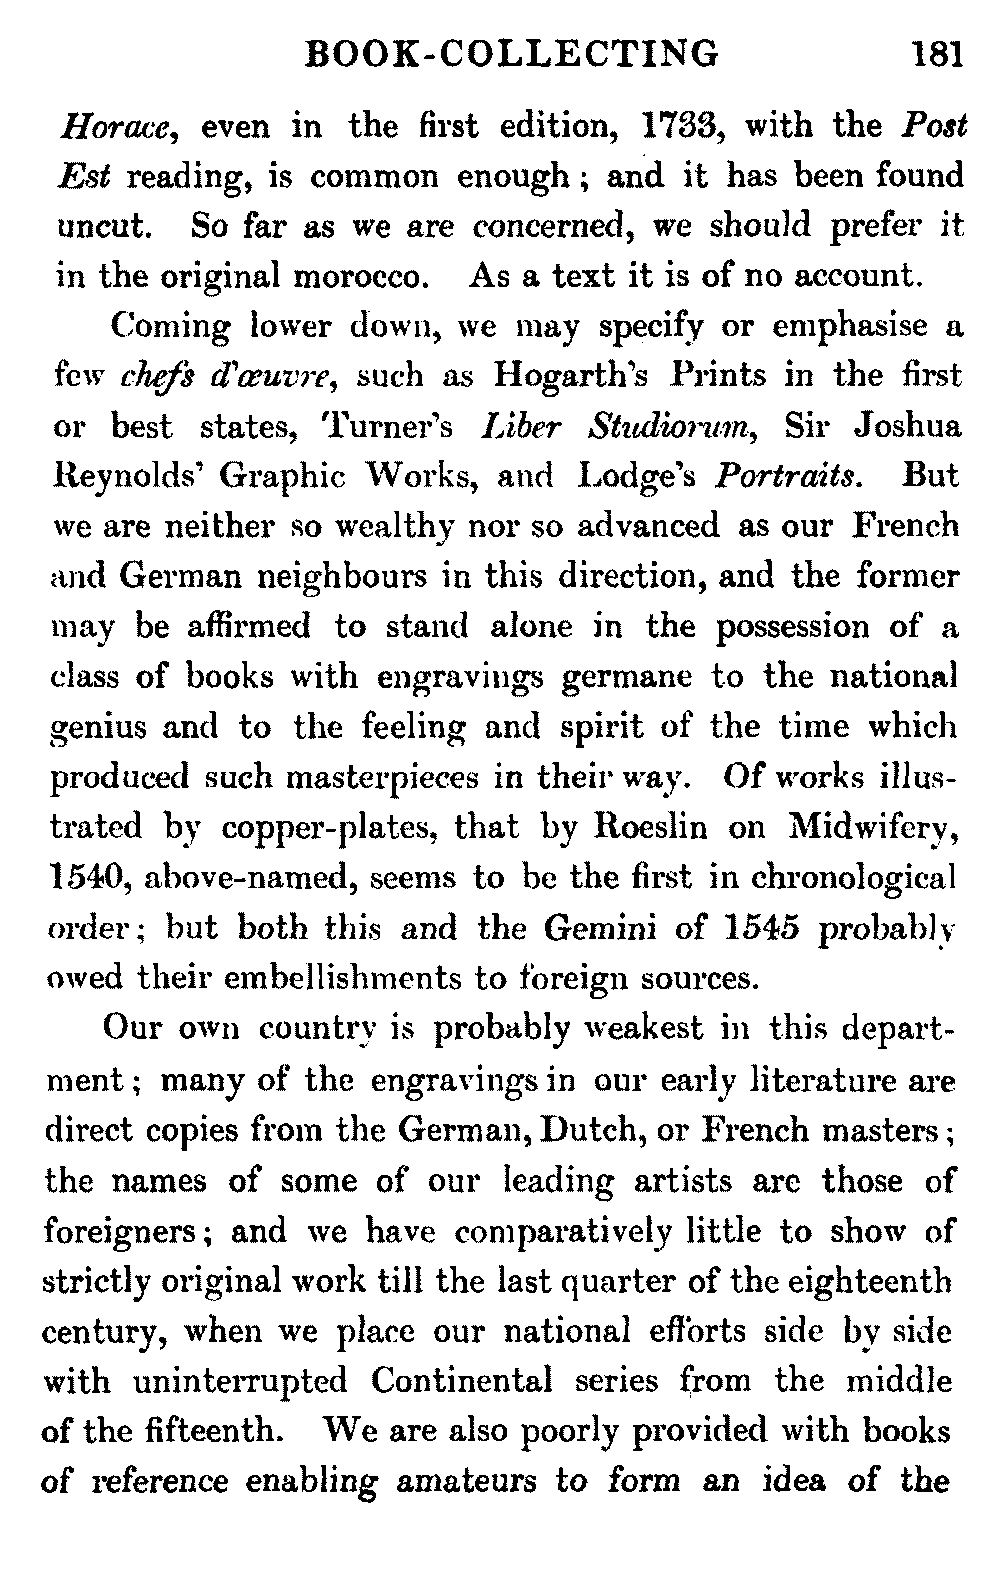 BOOK-COLLECTING 181
Horace, even in the first edition, 1733, with the Post
Est reading, is common enough; and it has been found
uncut. So far as we are concerned, we should prefer it
in the original morocco. As a text it is of no account.
Coming lower down, we may specify or emphasise a
few chefs d'œuvre, such as Hogarth's Prints in the first
or best states, Turner's Liber Studiorum, Sir Joshua
Reynolds' Graphic Works, and Lodge's Portraits. But
we are neither so wealthy nor so advanced as our French
and German neighbours in this direction, and the former
may be affirmed to stand alone in the possession of a
class of books with engravings germane to the national
genius and to the feeling and spirit of the time which
produced such masterpieces in their way. Of works illus-
trated by copper-plates, that by Roeslin on Midwifery,
1540, above-named, seems to be the first in chronological
order; but both this and the Gemini of 1545 probably
owed their embellishments to foreign sources.
Our own country is probably weakest in this depart-
ment; many of the engravings in our early literature are
direct copies from the German, Dutch, or French masters;
the names of some of our leading artists are those of
foreigners; and we have comparatively little to show of
strictly original work till the last quarter of the eighteenth
century, when we place our national efforts side by side
with uninterrupted Continental series from the middle
of the fifteenth. We are also poorly provided with books
of reference enabling amateurs to form an idea of the